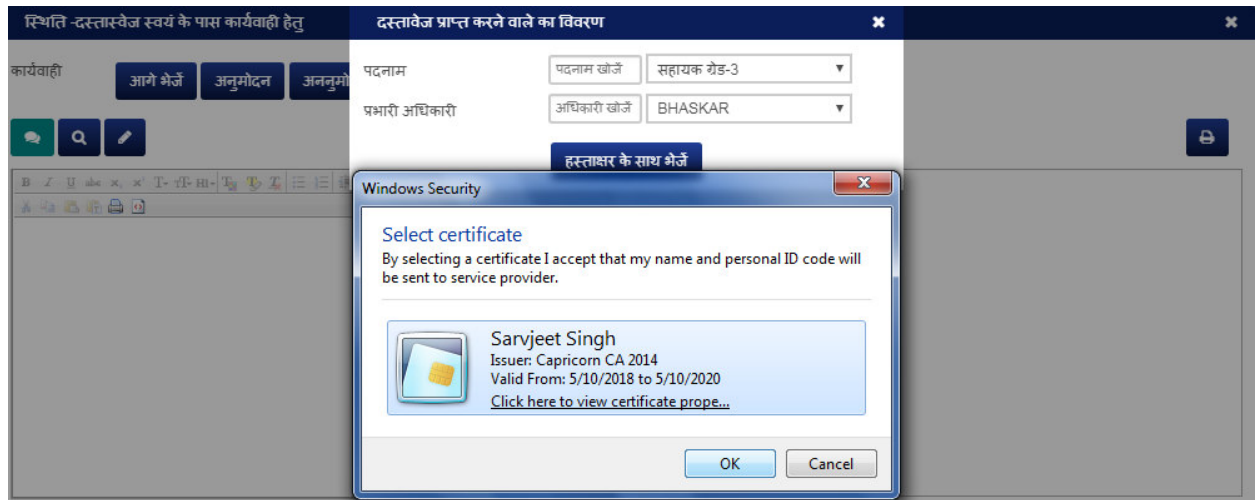 स्थिति -दस्तास्वेज स्वयं के पास कार्यवाही हेतु
दस्तावेज प्राप्त करने वाले का विवरण
कार्यवाही
आगे भेजें
अनुमोदन
अननुमो
पदनाम
पदनाम खोजें
सहायक ग्रेड-3
प्रभारी अधिकारी
अधिकारी खोजें
BHASKAR
हस्ताक्षर के साथ भेजें
Windows Security
Select certificate
By selecting a certificate I accept that my name and personal ID code will
be sent to service provider.
Sarvjeet Singh
Issuer: Capricorn CA 2014
Valid From: 5/10/2018 to 5/10/2020
Click here to view certificate prope...
OK
Cancel